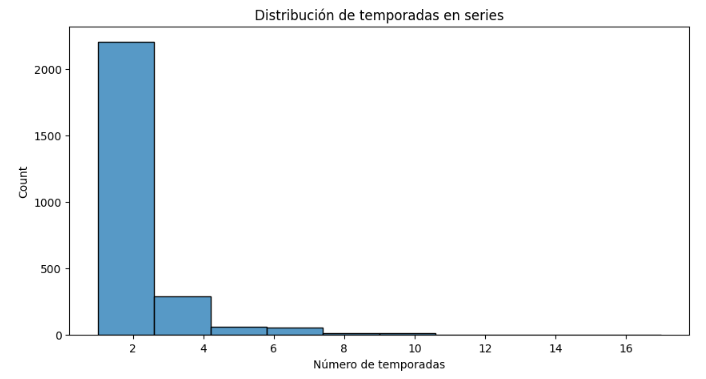 Distribución de temporadas en series
2000
1500
1000
500
0
Count
2 4 6 8 10 12 14 16
Número de temporadas